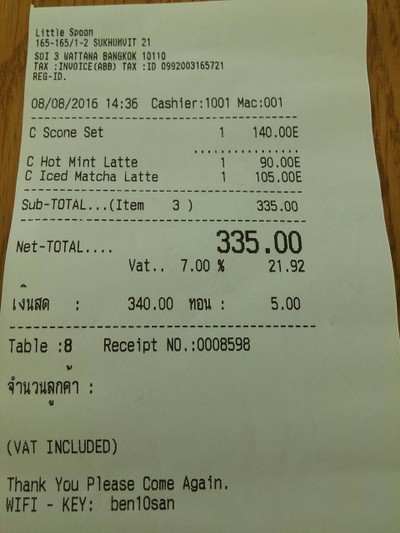 Little Spoon
165-165/1-2 SUKHUMVIT 21
SOI 3 WATTANA BANGKOK 10110
TAX :INVOICE(ABB) TAX :ID 0992003165721
REG-ID.
08/08/2016 14:36 Cashier:1001 Mac:001
C Scone Set 1 140.00E
C Hot Mint Latte 1 90.00E
C Iced Matcha Latte 1 105.00E
Sub-TOTAL...(Item 3 ) 335.00
Net-TOTAL.... 335.00
Vat.. 7.00 % 21.92
เงินสด : 340.00 ทอน : 5.00
Table :8 Receipt NO.:0008598
จำนวนลูกค้า :
(VAT INCLUDED)
Thank You Please Come Again.
WIFI - KEY: ben10san